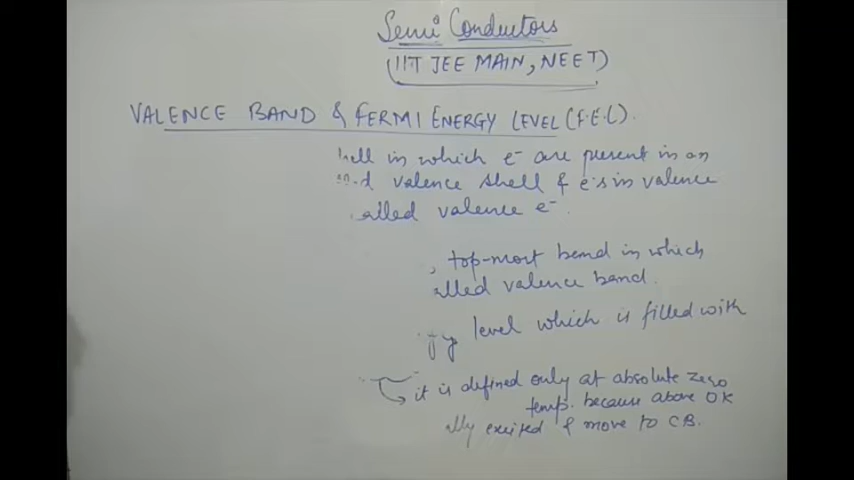 Semi Conductors
(IIT JEE MAIN, NEET)
VALENCE BAND & FERMI ENERGY LEVEL (F.E.L).
in which e- are present in an
valence shell & e's in valence
valence e-.
top-most band in which
valence band.
level which is filled with
it is defined only at absolute zero
temp. because above 0K
excited & move to C.B.